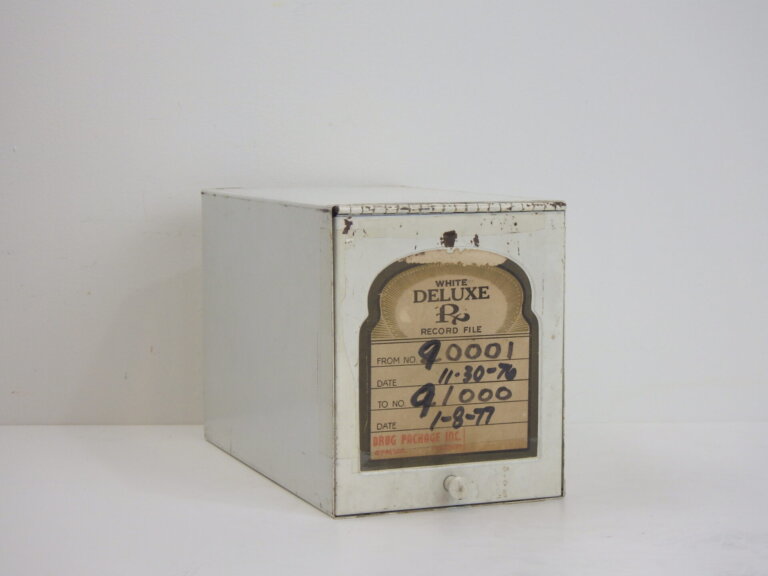 WHITE
DELUXE
Rx
RECORD FILE
FROM NO. 90001
DATE 11-30-76
TO NO. 91000
DATE 1-8-77
DRUG PACKAGE INC.